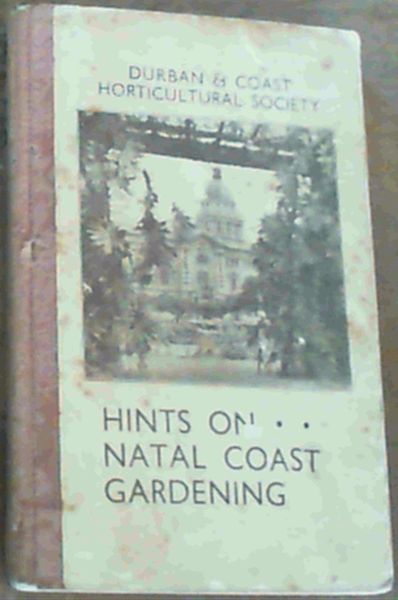 DURBAN & COAST
HORTICULTURAL SOCIETY
HINTS ON . .
NATAL COAST
GARDENING